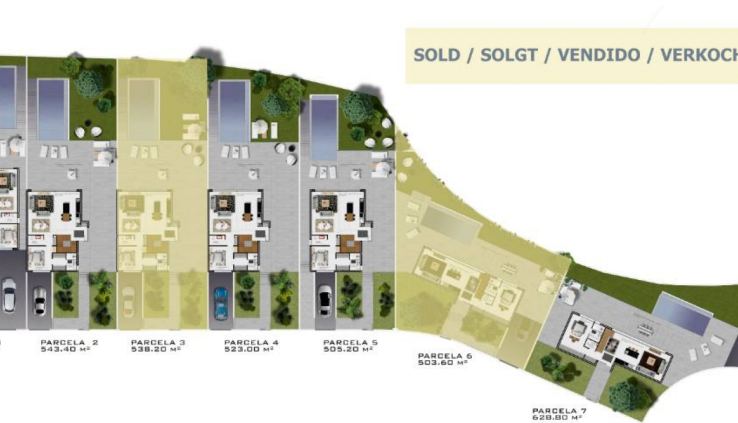 SOLD / SOLGT / VENDIDO / VERKOCH
PARCELA 2
543.40 M²
PARCELA 3
538.20 M²
PARCELA 4
523.00 M²
PARCELA 5
505.20 M²
PARCELA 6
503.60 M²
PARCELA 7
628.80 M²